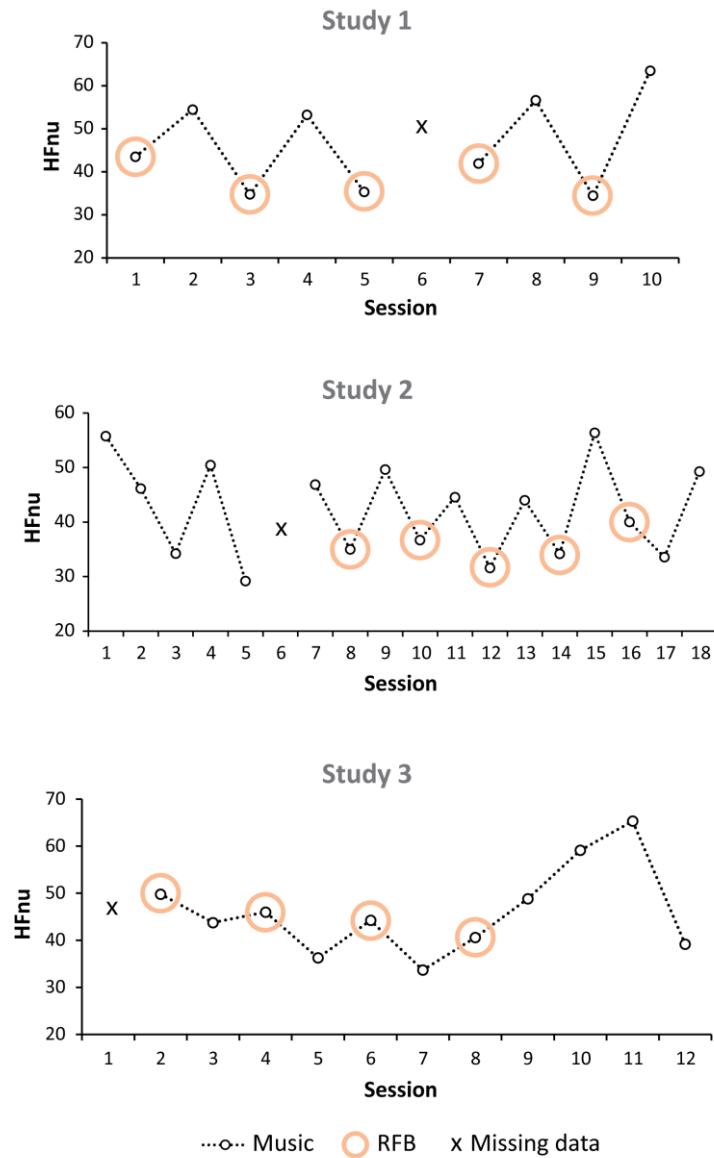 Study 1
70
60
50
40
30
20
HFnu
x
1 2 3 4 5 6 7 8 9 10
Session
Study 2
60
50
40
30
20
HFnu
x
1 2 3 4 5 6 7 8 9 10 11 12 13 14 15 16 17 18
Session
Study 3
70
60
50
40
30
20
HFnu
x
1 2 3 4 5 6 7 8 9 10 11 12
Session
Music RFB x Missing data